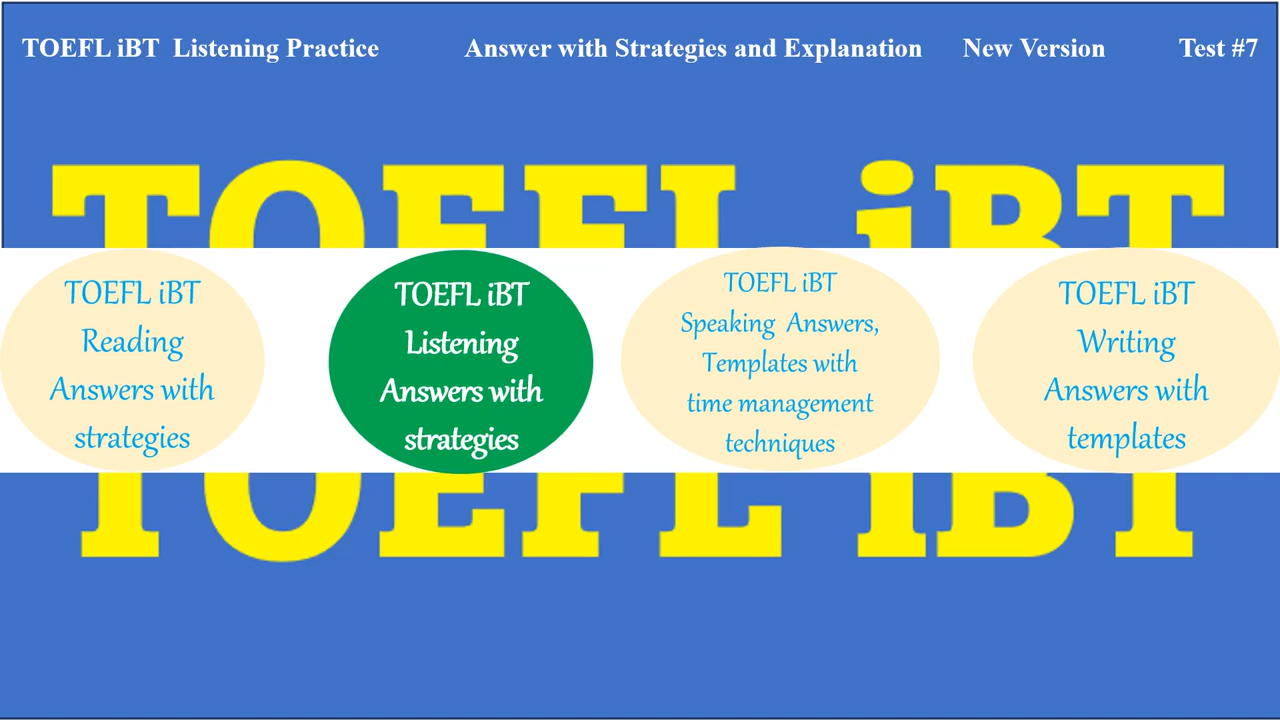 TOEFL iBT Listening Practice Answer with Strategies and Explanation New Version Test #7
TOEFL iBT
TOEFL iBT
Reading
Answers with
strategies
TOEFL iBT
Listening
Answers with
strategies
TOEFL iBT
Speaking Answers,
Templates with
time management
techniques
TOEFL iBT
Writing
Answers with
templates
TOEFL iBT